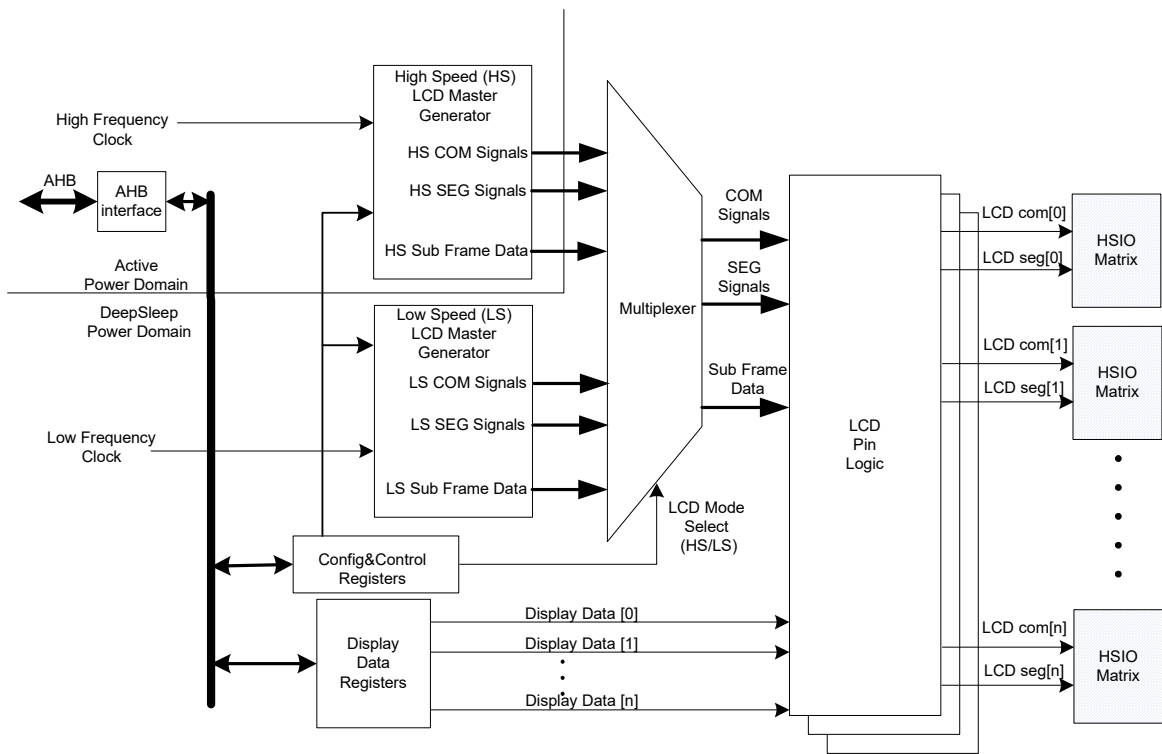 High Speed (HS)
LCD Master
Generator
High Frequency
Clock
HS COM Signals
HS SEG Signals
HS Sub Frame Data
AHB
AHB
interface
Active
Power Domain
DeepSleep
Power Domain
Low Speed (LS)
LCD Master
Generator
LS COM Signals
LS SEG Signals
LS Sub Frame Data
Low Frequency
Clock
Multiplexer
COM
Signals
SEG
Signals
Sub Frame
Data
LCD Mode
Select
(HS/LS)
Config&Control
Registers
Display
Data
Registers
Display Data [0]
Display Data [1]
Display Data [n]
LCD
Pin
Logic
LCD com[0]
LCD seg[0]
HSIO
Matrix
LCD com[1]
LCD seg[1]
HSIO
Matrix
LCD com[n]
LCD seg[n]
HSIO
Matrix